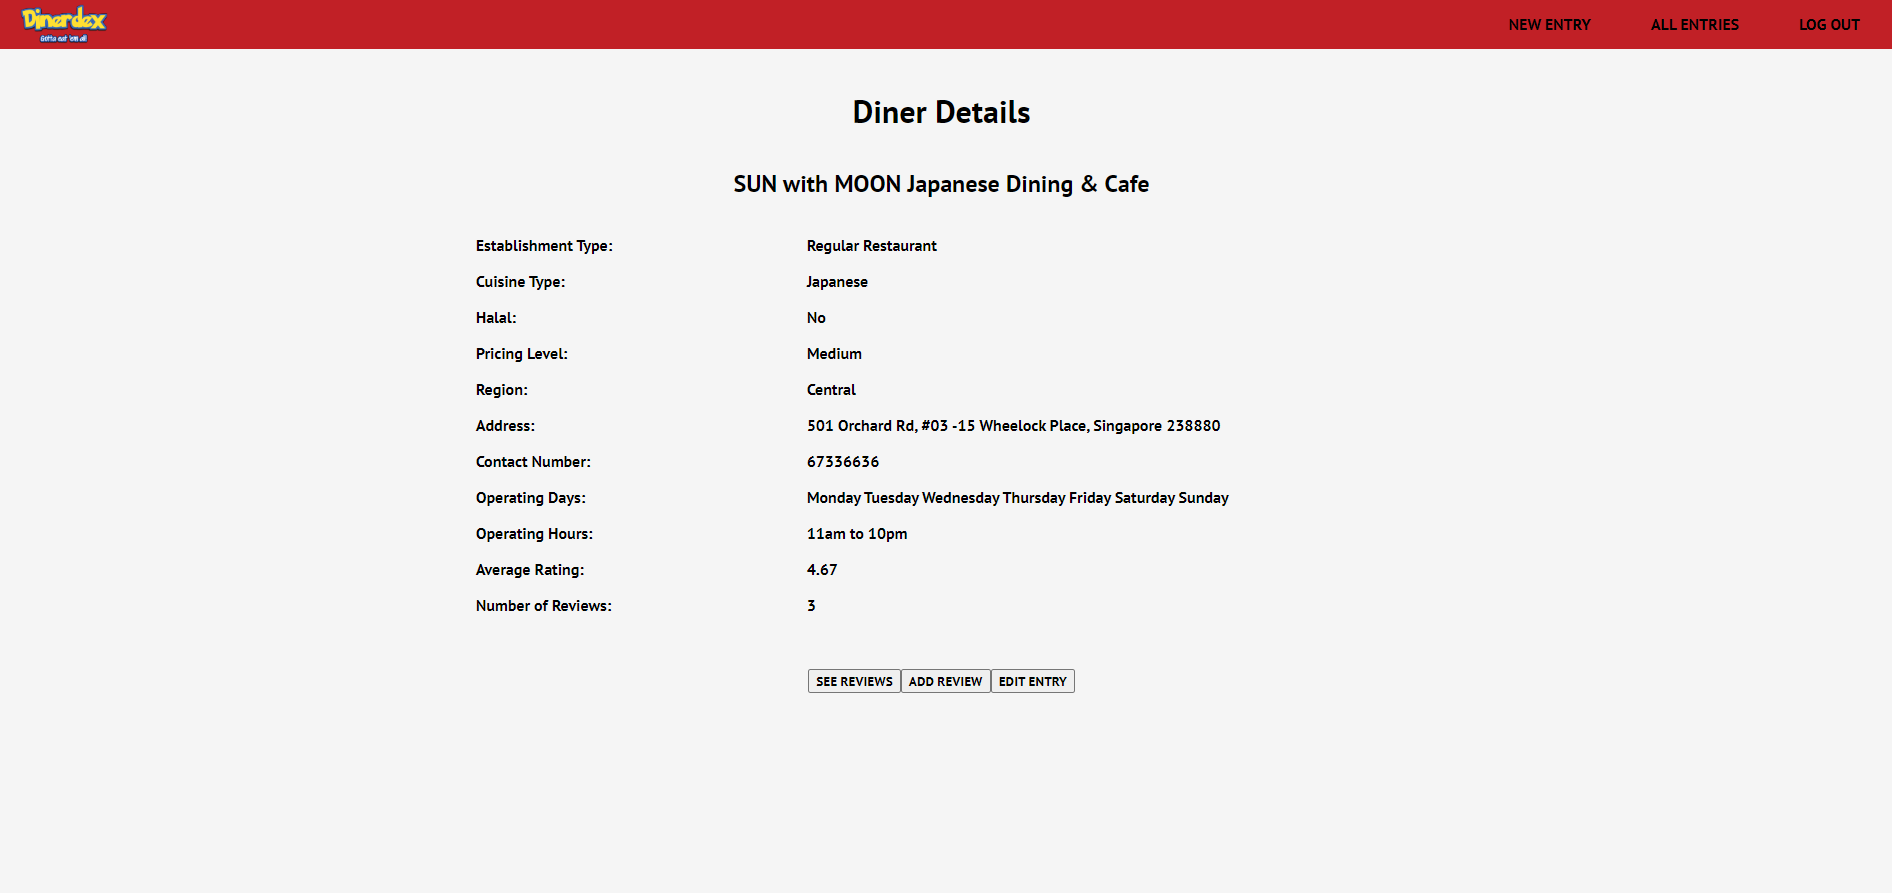 Dinerdex
Gotta eat 'em all!
NEW ENTRY ALL ENTRIES LOG OUT
Diner Details
SUN with MOON Japanese Dining & Cafe
Establishment Type: Regular Restaurant
Cuisine Type: Japanese
Halal: No
Pricing Level: Medium
Region: Central
Address: 501 Orchard Rd, #03 -15 Wheelock Place, Singapore 238880
Contact Number: 67336636
Operating Days: Monday Tuesday Wednesday Thursday Friday Saturday Sunday
Operating Hours: 11am to 10pm
Average Rating: 4.67
Number of Reviews: 3
SEE REVIEWS ADD REVIEW EDIT ENTRY